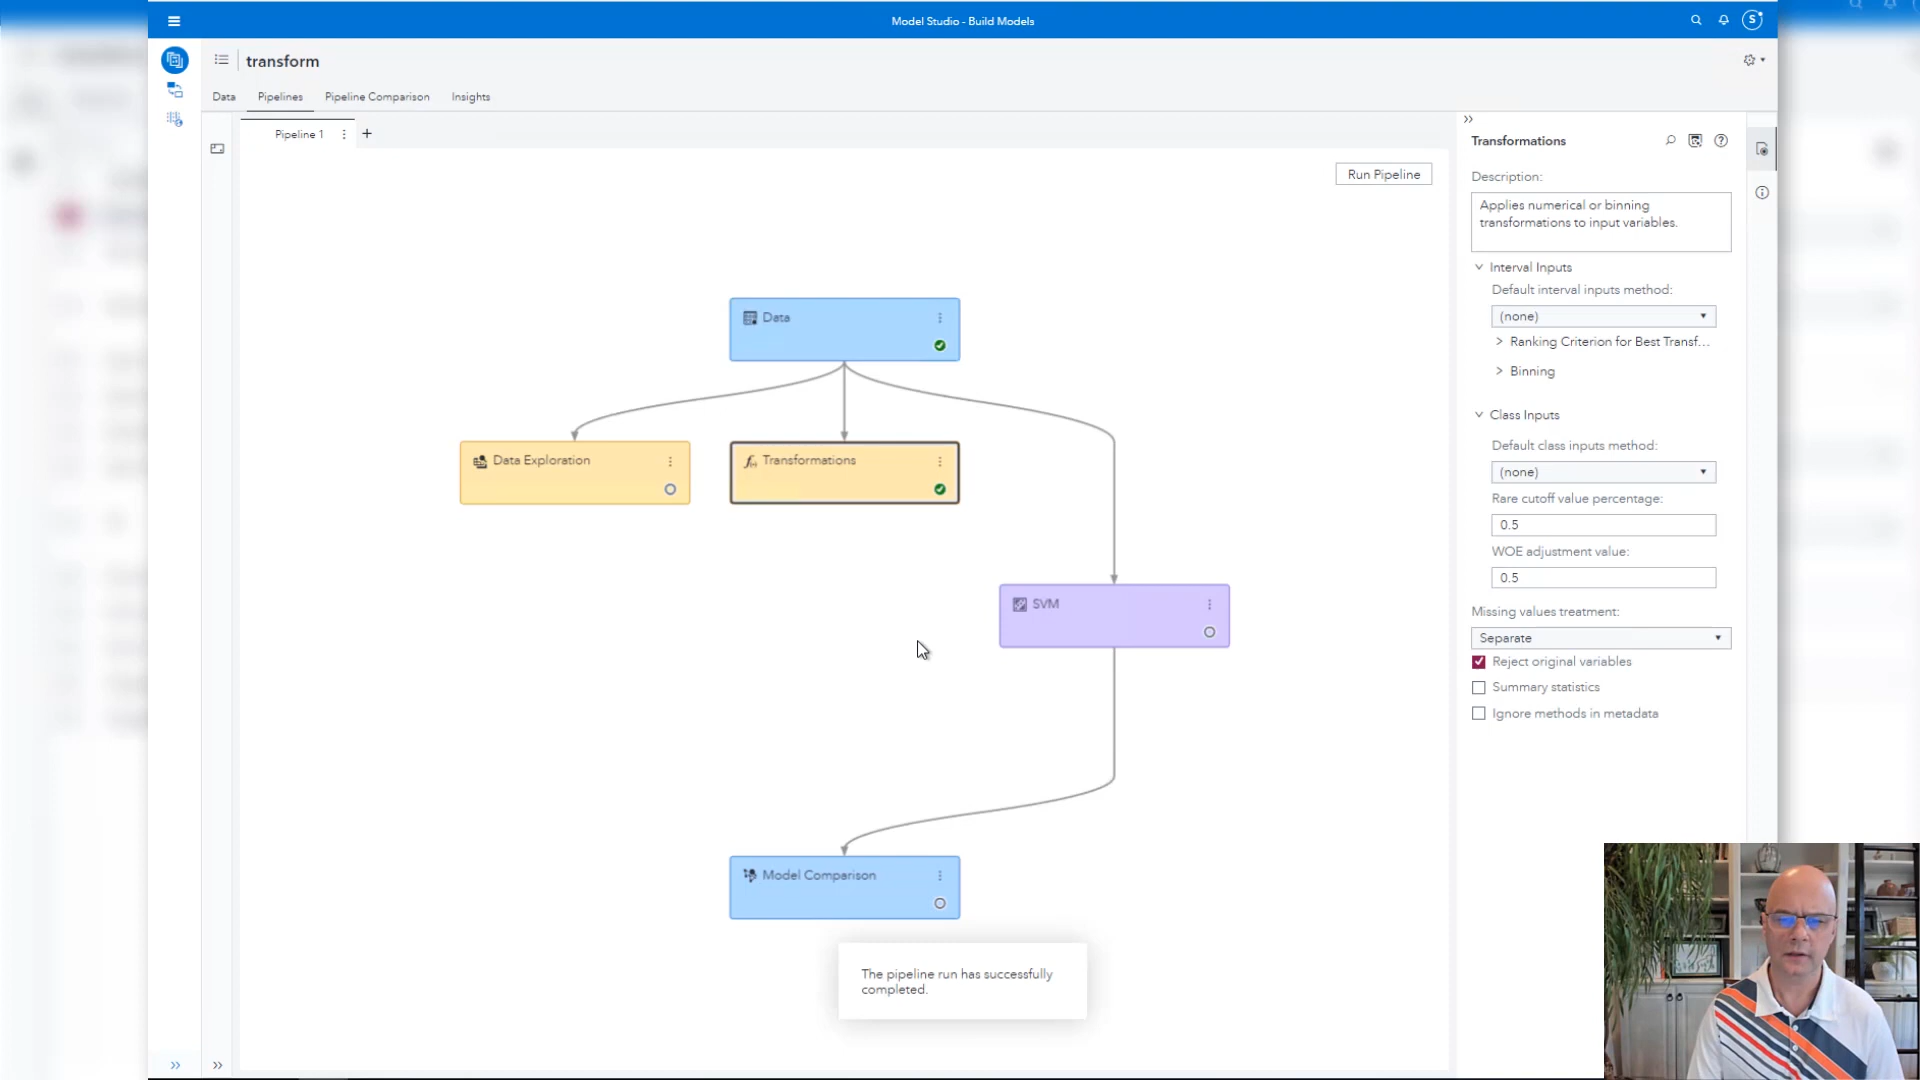 Model Studio - Build Models
S
transform
Data
Pipelines
Pipeline Comparison
Insights
Pipeline 1
+
Run Pipeline
Data
Data Exploration
Transformations
SVM
Model Comparison
The pipeline run has successfully
completed.
Transformations
Description:
Applies numerical or binning
transformations to input variables.
Interval Inputs
Default interval inputs method:
(none)
Ranking Criterion for Best Transf...
Binning
Class Inputs
Default class inputs method:
(none)
Rare cutoff value percentage:
0.5
WOE adjustment value:
0.5
Missing values treatment:
Separate
Reject original variables
Summary statistics
Ignore methods in metadata